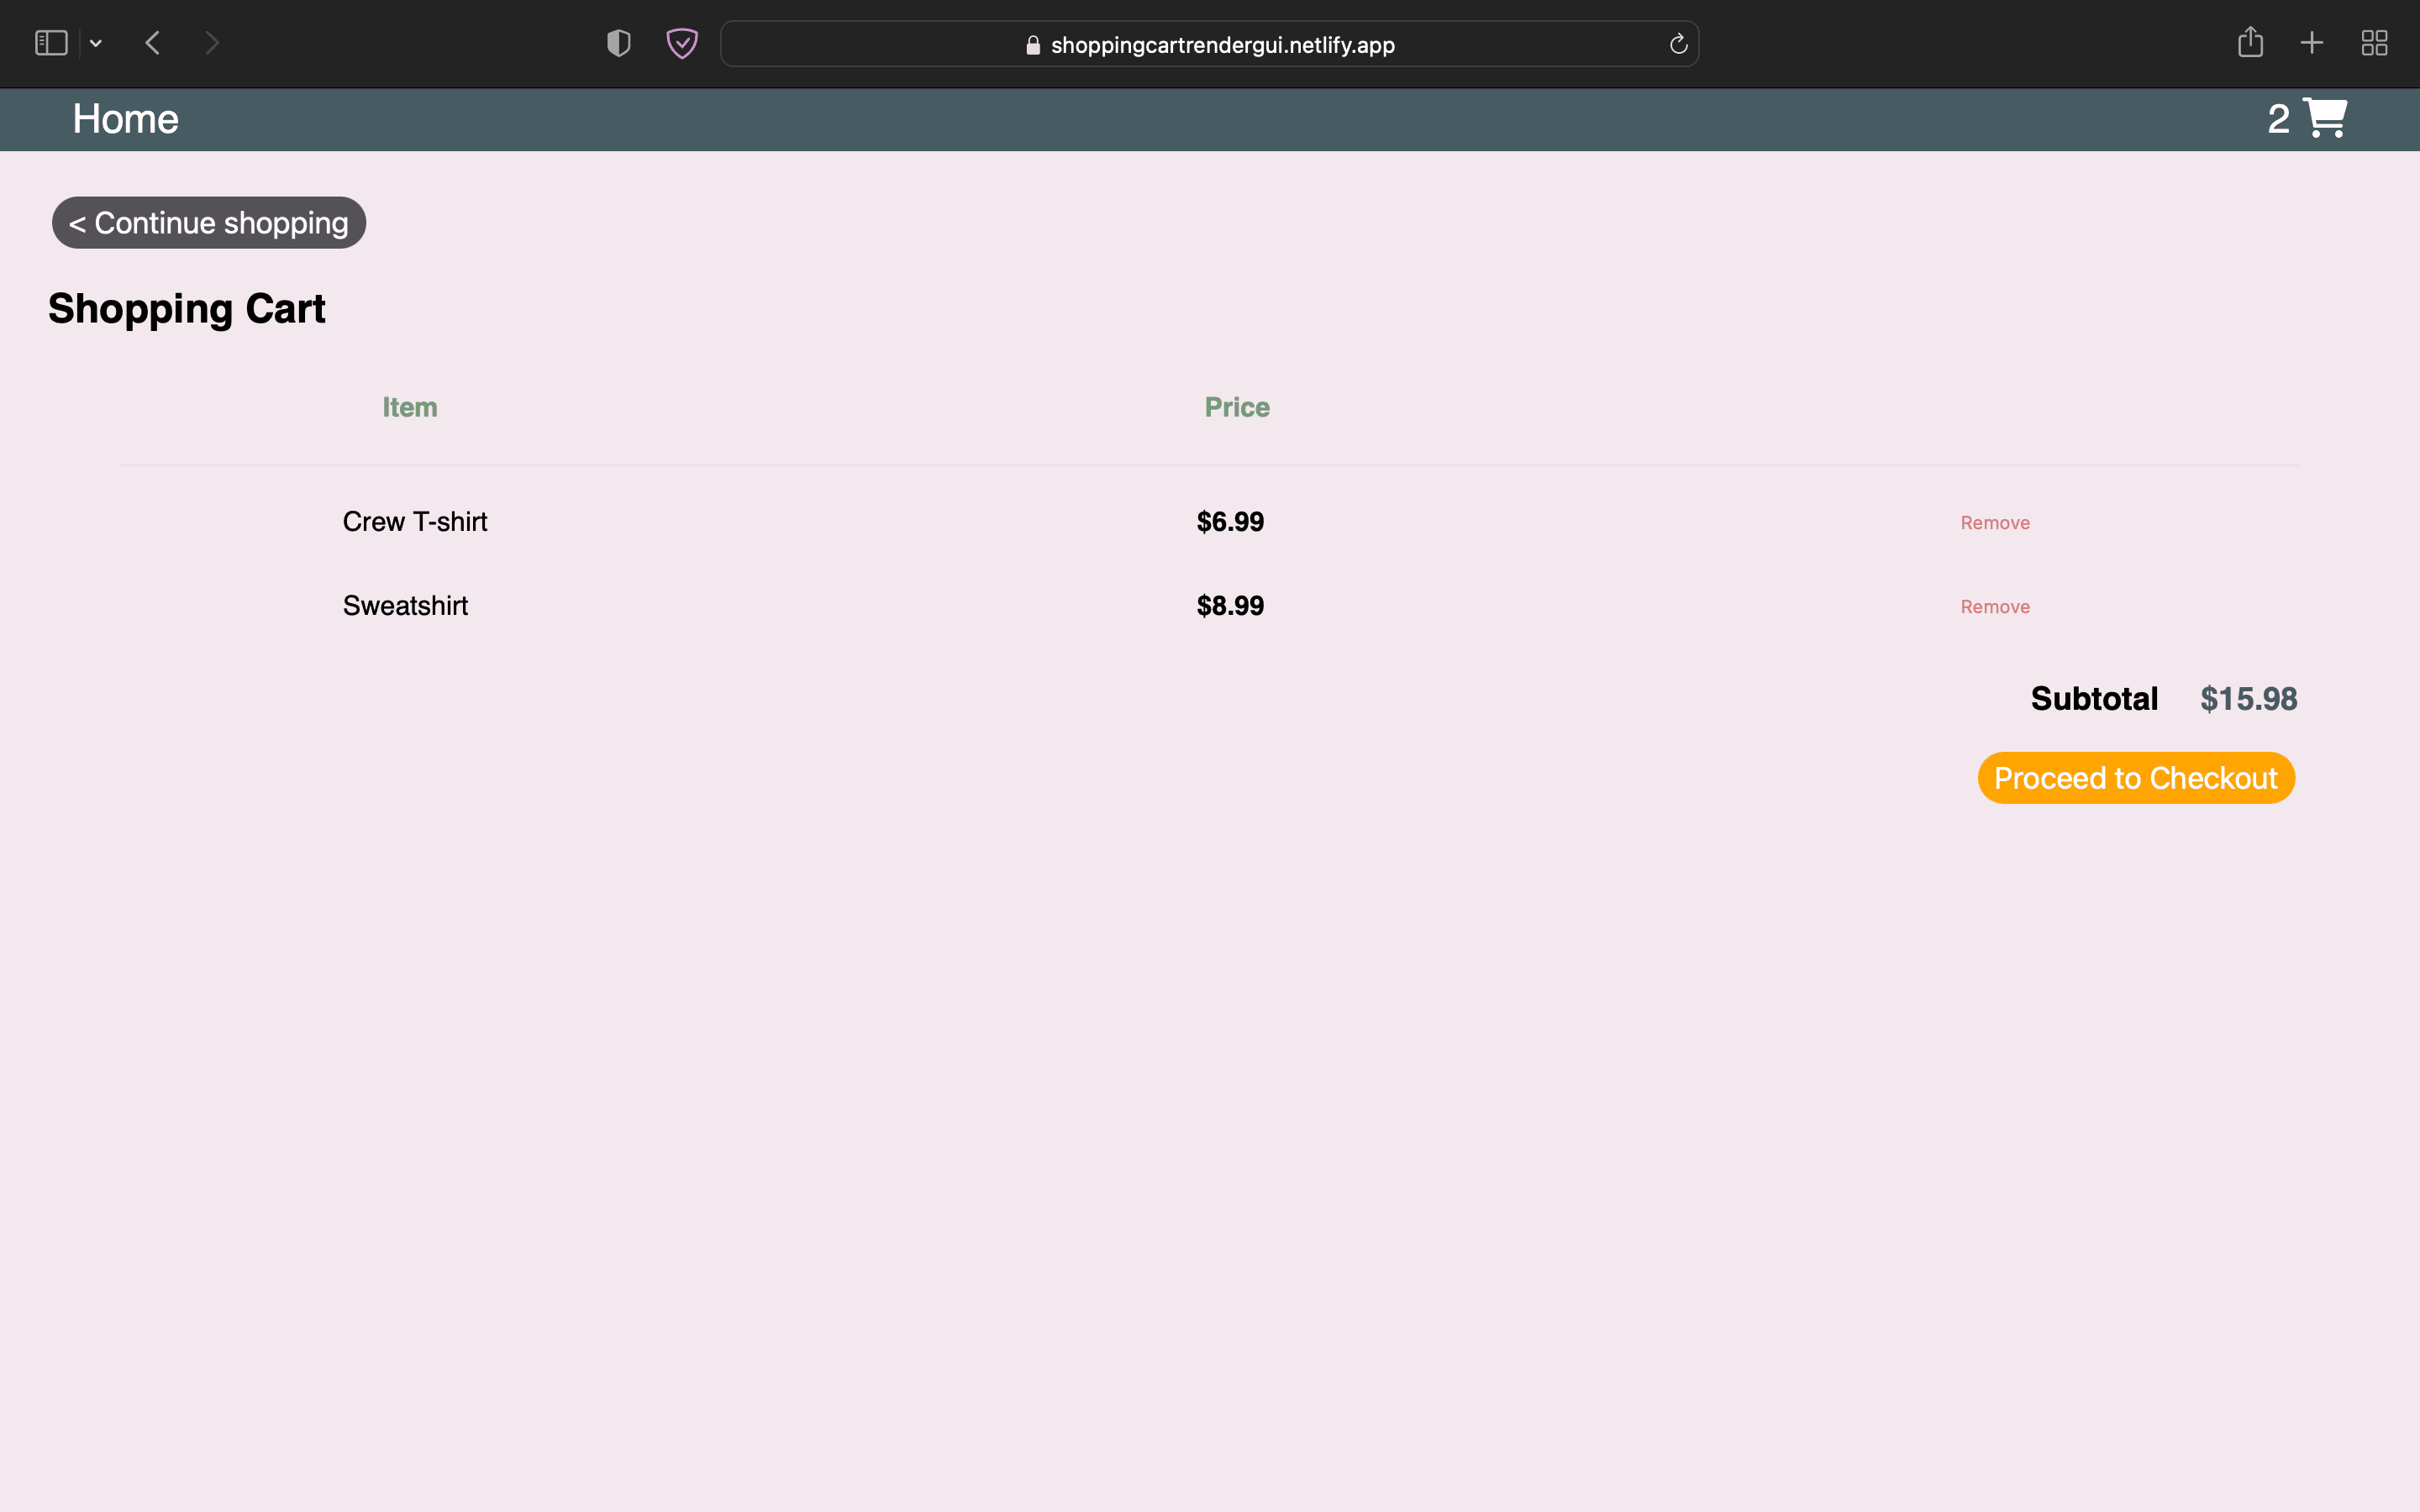 shoppingcartrendergui.netlify.app
Home 2
< Continue shopping
Shopping Cart
Item Price
Crew T-shirt $6.99 Remove
Sweatshirt $8.99 Remove
Subtotal $15.98
Proceed to Checkout